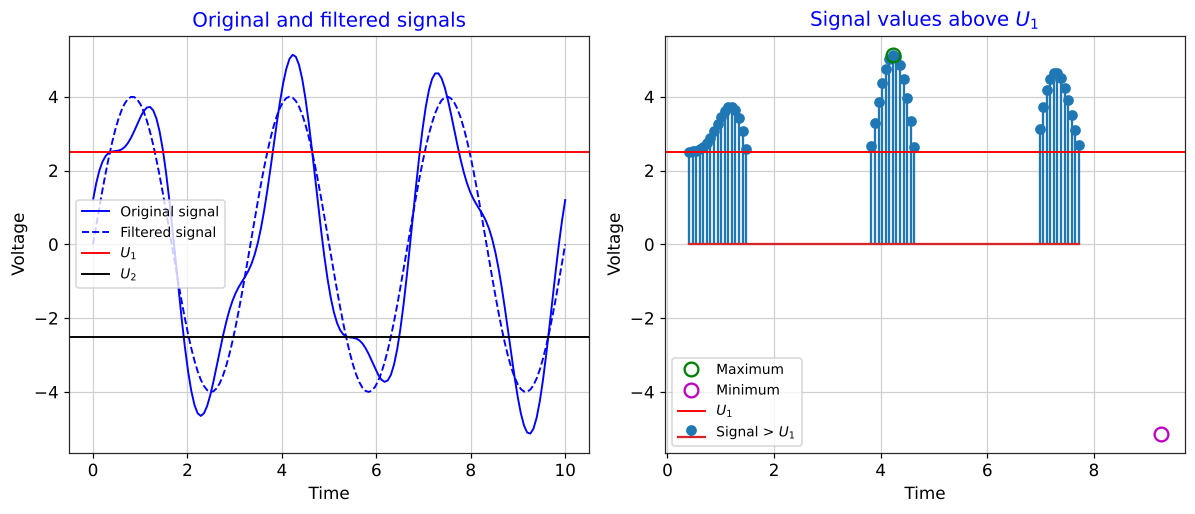 Original and filtered signals
Voltage
4
2
0
−2
−4
Original signal
Filtered signal
U₁
U₂
0 2 4 6 8 10
Time
Signal values above U₁
Voltage
4
2
0
−2
−4
Maximum
Minimum
U₁
Signal > U₁
0 2 4 6 8
Time